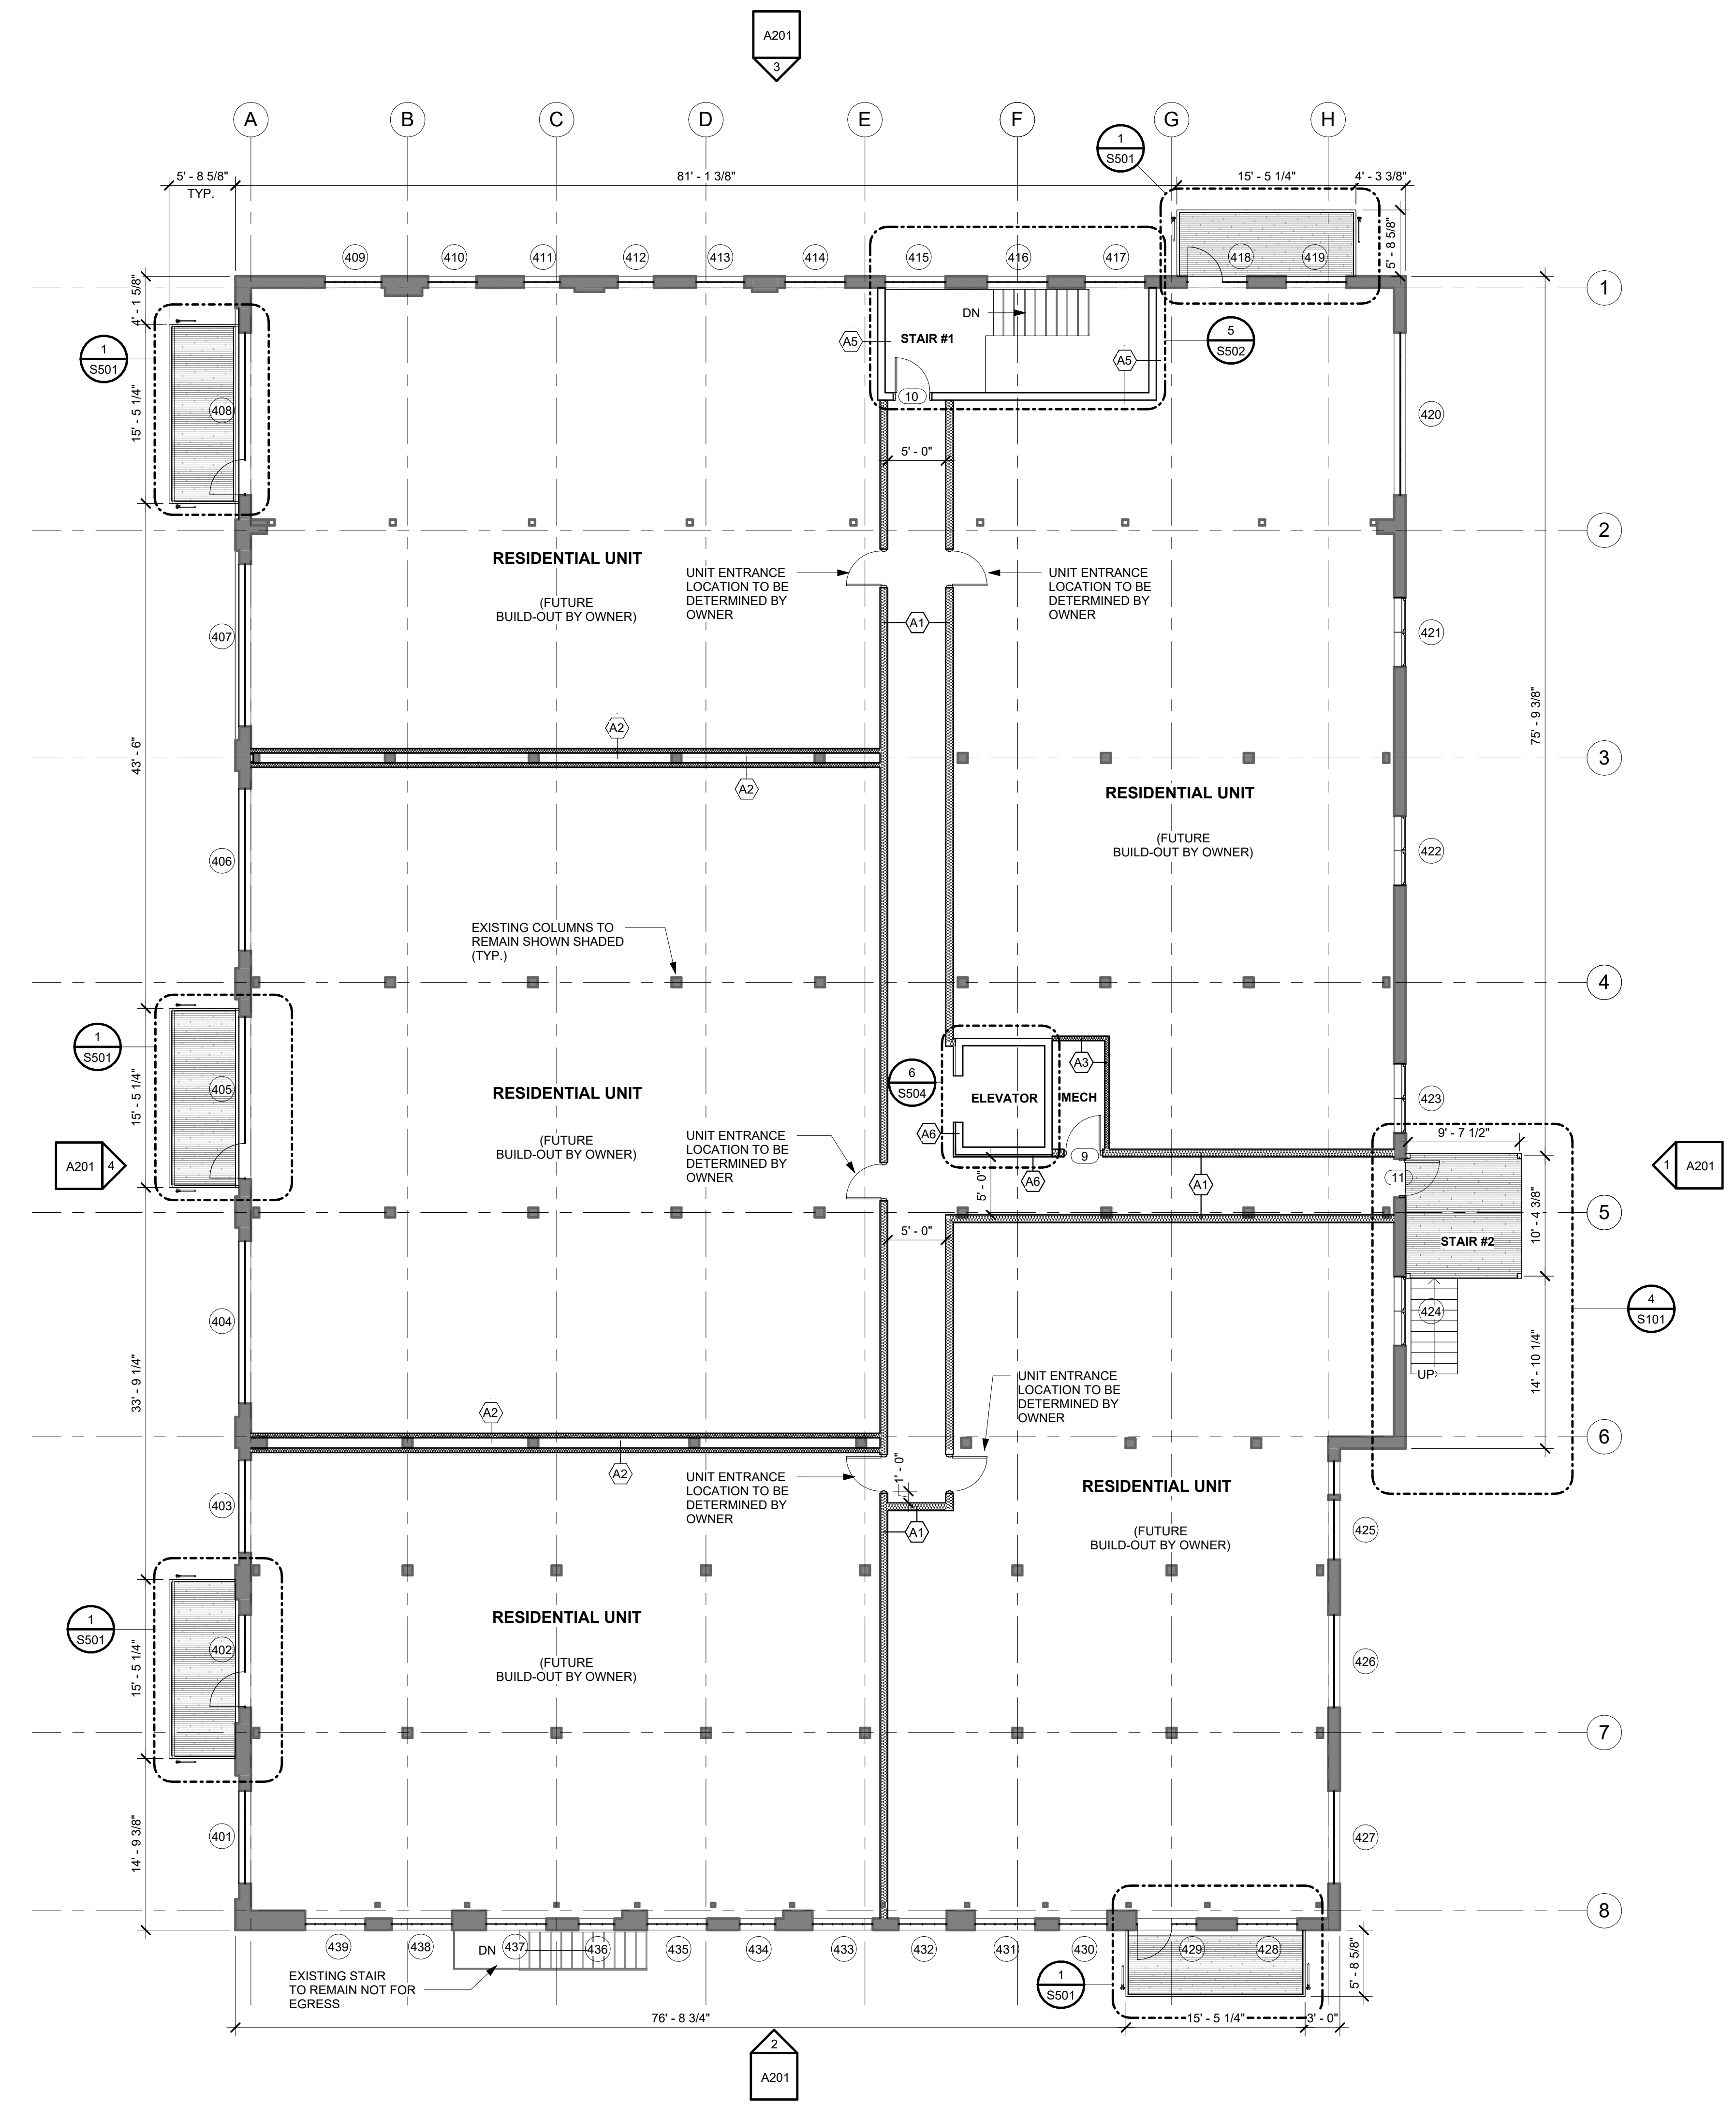 A201
3
A
B
C
D
E
F
G
H
1
S501
5' - 8 5/8"
TYP.
81' - 1 3/8"
15' - 5 1/4"
4' - 3 3/8"
5' - 8 5/8"
409
410
411
412
413
414
415
416
417
418
419
1
4' - 1 5/8"
DN
STAIR #1
A5
A5
5
S502
1
S501
408
15' - 5 1/4"
10
420
5' - 0"
2
RESIDENTIAL UNIT
(FUTURE
BUILD-OUT BY OWNER)
UNIT ENTRANCE
LOCATION TO BE
DETERMINED BY
OWNER
UNIT ENTRANCE
LOCATION TO BE
DETERMINED BY
OWNER
A1
407
421
75' - 9 3/8"
A2
43' - 6"
3
A2
RESIDENTIAL UNIT
(FUTURE
BUILD-OUT BY OWNER)
406
422
EXISTING COLUMNS TO
REMAIN SHOWN SHADED
(TYP.)
4
1
S501
405
15' - 5 1/4"
RESIDENTIAL UNIT
(FUTURE
BUILD-OUT BY OWNER)
6
S504
ELEVATOR
MECH
A3
A6
A6
9
423
9' - 7 1/2"
A201
4
UNIT ENTRANCE
LOCATION TO BE
DETERMINED BY
OWNER
5' - 0"
A1
11
1
A201
5' - 0"
5
STAIR #2
10' - 4 3/8"
404
424
UP
4
S101
14' - 10 1/4"
33' - 9 1/4"
UNIT ENTRANCE
LOCATION TO BE
DETERMINED BY
OWNER
A2
6
A2
UNIT ENTRANCE
LOCATION TO BE
DETERMINED BY
OWNER
1' - 0"
RESIDENTIAL UNIT
(FUTURE
BUILD-OUT BY OWNER)
403
A1
425
RESIDENTIAL UNIT
(FUTURE
BUILD-OUT BY OWNER)
1
S501
402
15' - 5 1/4"
426
7
14' - 9 3/8"
401
427
8
439
438
DN
437
436
435
434
433
432
431
430
429
428
EXISTING STAIR
TO REMAIN NOT FOR
EGRESS
1
S501
5' - 8 5/8"
76' - 8 3/4"
15' - 5 1/4"
3' - 0"
2
A201